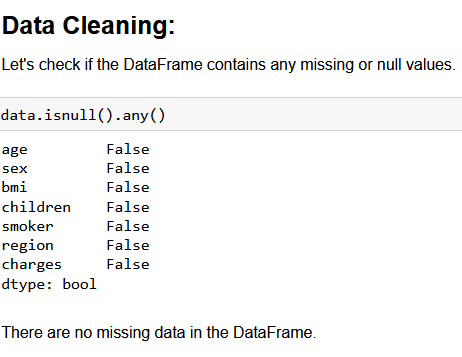 Data Cleaning:
Let's check if the DataFrame contains any missing or null values.
data.isnull().any()
age False
sex False
bmi False
children False
smoker False
region False
charges False
dtype: bool
There are no missing data in the DataFrame.